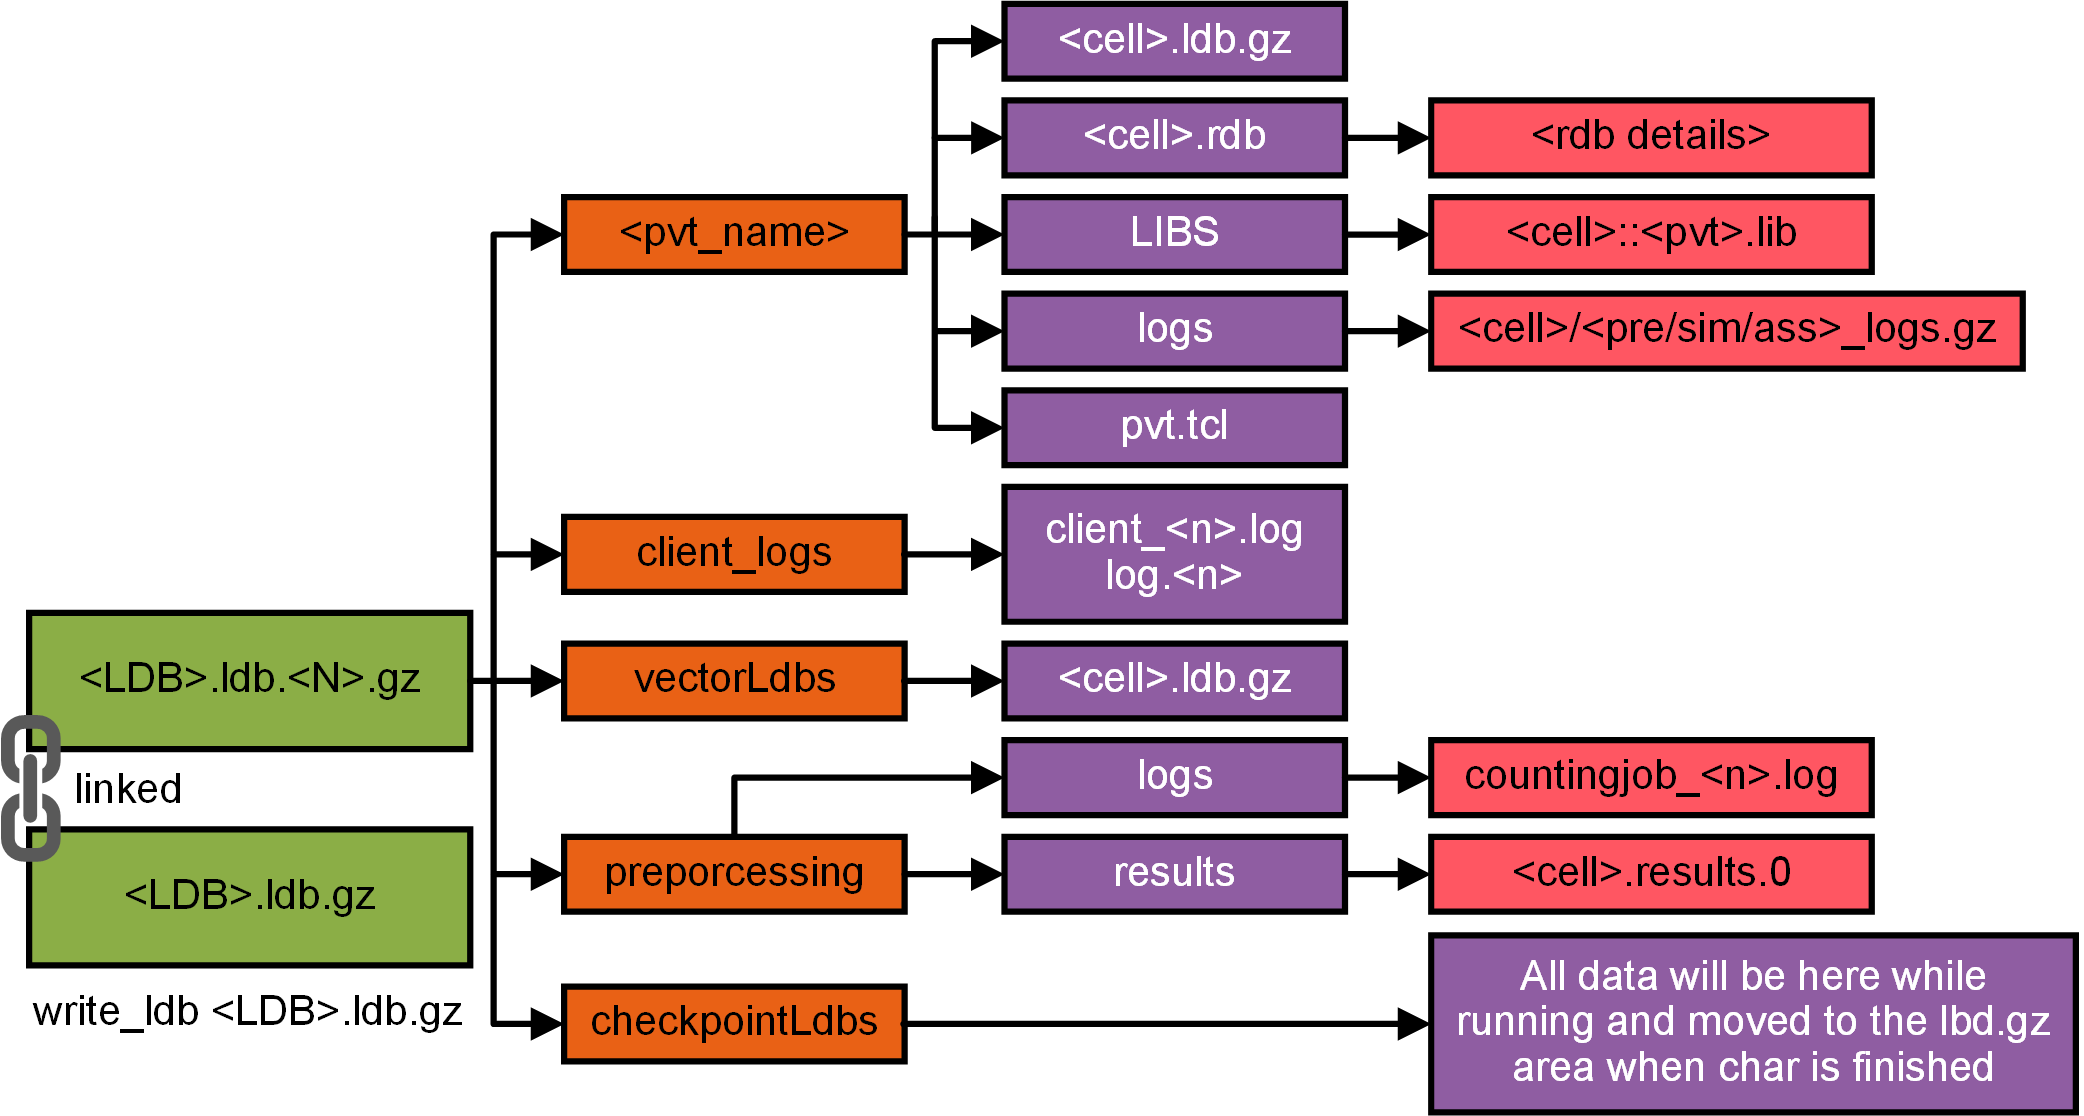 <cell>.ldb.gz
<cell>.rdb
<rdb details>
<pvt_name>
LIBS
<cell>::<pvt>.lib
logs
<cell>/<pre/sim/ass>_logs.gz
pvt.tcl
client_logs
client_<n>.log
log.<n>
<LDB>.ldb.<N>.gz
vectorLdbs
<cell>.ldb.gz
linked
logs
countingjob_<n>.log
<LDB>.ldb.gz
preporcessing
results
<cell>.results.0
write_ldb <LDB>.ldb.gz
checkpointLdbs
All data will be here while
running and moved to the lbd.gz
area when char is finished